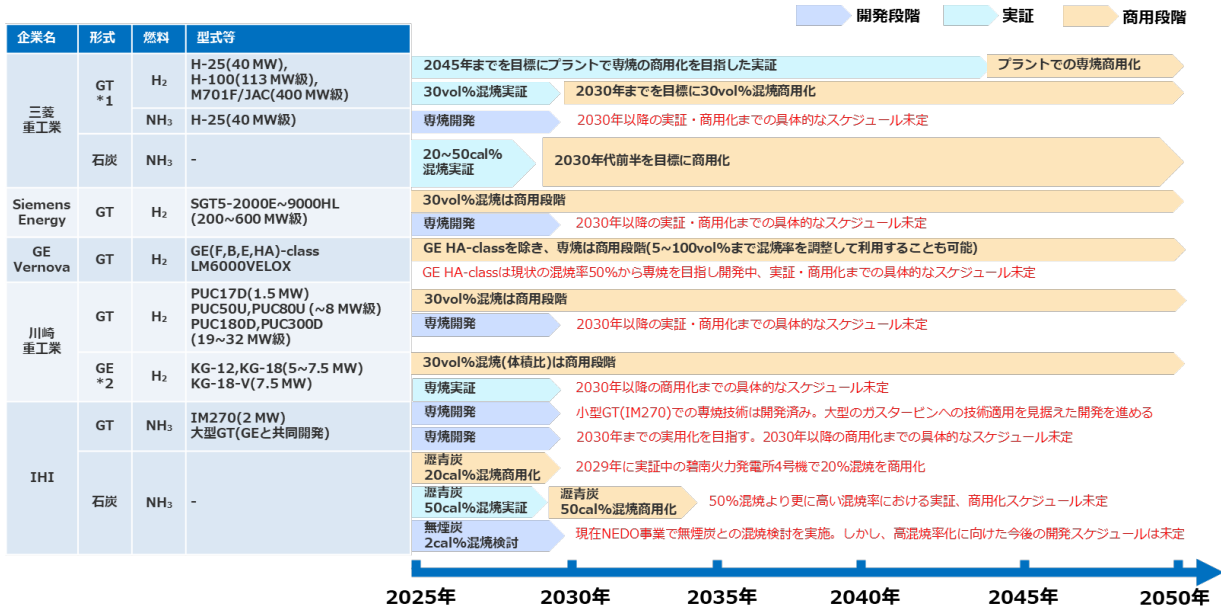 開発段階
実証
商用段階
企業名
形式
燃料
型式等
三菱
重工業
GT
*1
H₂
H-25(40 MW),
H-100(113 MW級),
M701F/JAC(400 MW級)
2045年までを目標にプラントで専焼の商用化を目指した実証
プラントでの専焼商用化
30vol%混焼実証
2030年までを目標に30vol%混焼商用化
NH₃
H-25(40 MW)
専焼開発
2030年以降の実証・商用化までの具体的なスケジュール未定
石炭
NH₃
-
20~50cal%
混焼実証
2030年代前半を目標に商用化
Siemens
Energy
GT
H₂
SGT5-2000E~9000HL
(200~600 MW級)
30vol%混焼は商用段階
専焼開発
2030年以降の実証・商用化までの具体的なスケジュール未定
GE
Vernova
GT
H₂
GE(F,B,E,HA)-class
LM6000VELOX
GE HA-classを除き、専焼は商用段階(5~100vol%まで混焼率を調整して利用することも可能)
GE HA-classは現状の混焼率50%から専焼を目指し開発中、実証・商用化までの具体的なスケジュール未定
川崎
重工業
GT
H₂
PUC17D(1.5 MW)
PUC50U,PUC80U (~8 MW級)
PUC180D,PUC300D
(19~32 MW級)
30vol%混焼は商用段階
専焼開発
2030年以降の実証・商用化までの具体的なスケジュール未定
GE
*2
H₂
KG-12,KG-18(5~7.5 MW)
KG-18-V(7.5 MW)
30vol%混焼(体積比)は商用段階
専焼実証
2030年以降の商用化までの具体的なスケジュール未定
IHI
GT
NH₃
IM270(2 MW)
大型GT(GEと共同開発)
専焼開発
小型GT(IM270)での専焼技術は開発済み。大型のガスタービンへの技術適用を見据えた開発を進める
専焼開発
2030年までの実用化を目指す。2030年以降の商用化までの具体的なスケジュール未定
石炭
NH₃
-
瀝青炭
20cal%混焼商用化
2029年に実証中の碧南火力発電所4号機で20%混焼を商用化
瀝青炭
50cal%混焼実証
瀝青炭
50cal%混焼商用化
50%混焼より更に高い混焼率における実証、商用化スケジュール未定
無煙炭
2cal%混焼検討
現在NEDO事業で無煙炭との混焼検討を実施。しかし、高混焼率化に向けた今後の開発スケジュールは未定
2025年
2030年
2035年
2040年
2045年
2050年